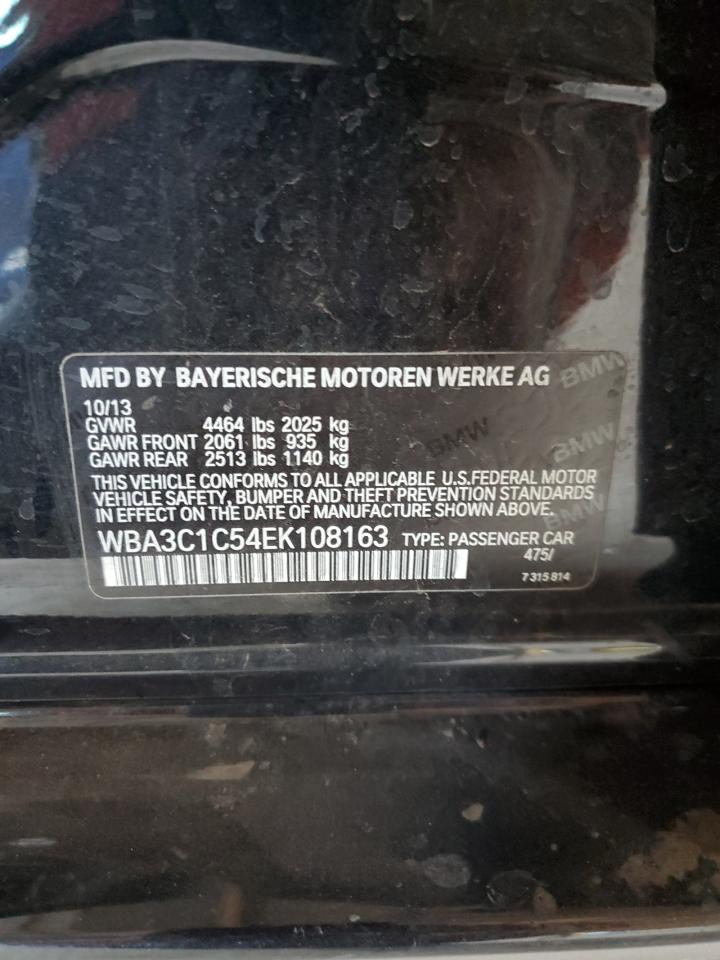 MFD BY BAYERISCHE MOTOREN WERKE AG
BMW
10/13
GVWR 4464 lbs 2025 kg
GAWR FRONT 2061 lbs 935 kg
BMW BMW
GAWR REAR 2513 lbs 1140 kg
THIS VEHICLE CONFORMS TO ALL APPLICABLE U.S.FEDERAL MOTOR
VEHICLE SAFETY, BUMPER AND THEFT PREVENTION STANDARDS
IN EFFECT ON THE DATE OF MANUFACTURE SHOWN ABOVE.
BMW
WBA3C1C54EK108163 TYPE: PASSENGER CAR
475/
7 315 814